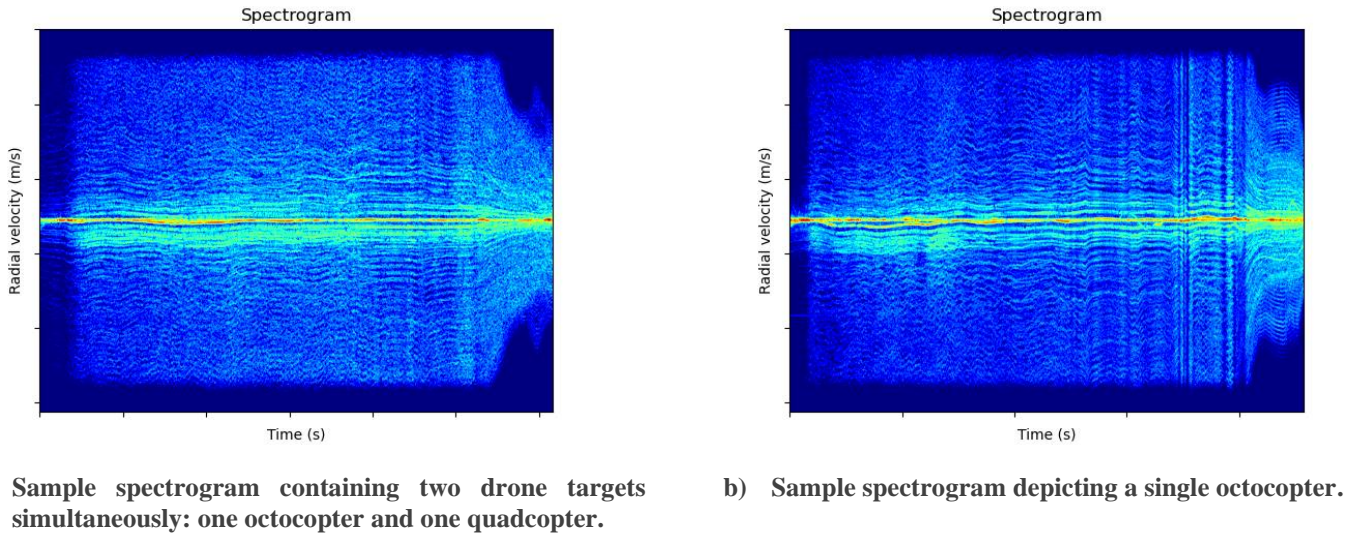 Spectrogram
Radial velocity (m/s)
Time (s)
Sample spectrogram containing two drone targets
simultaneously: one octocopter and one quadcopter.
Spectrogram
Radial velocity (m/s)
Time (s)
b) Sample spectrogram depicting a single octocopter.